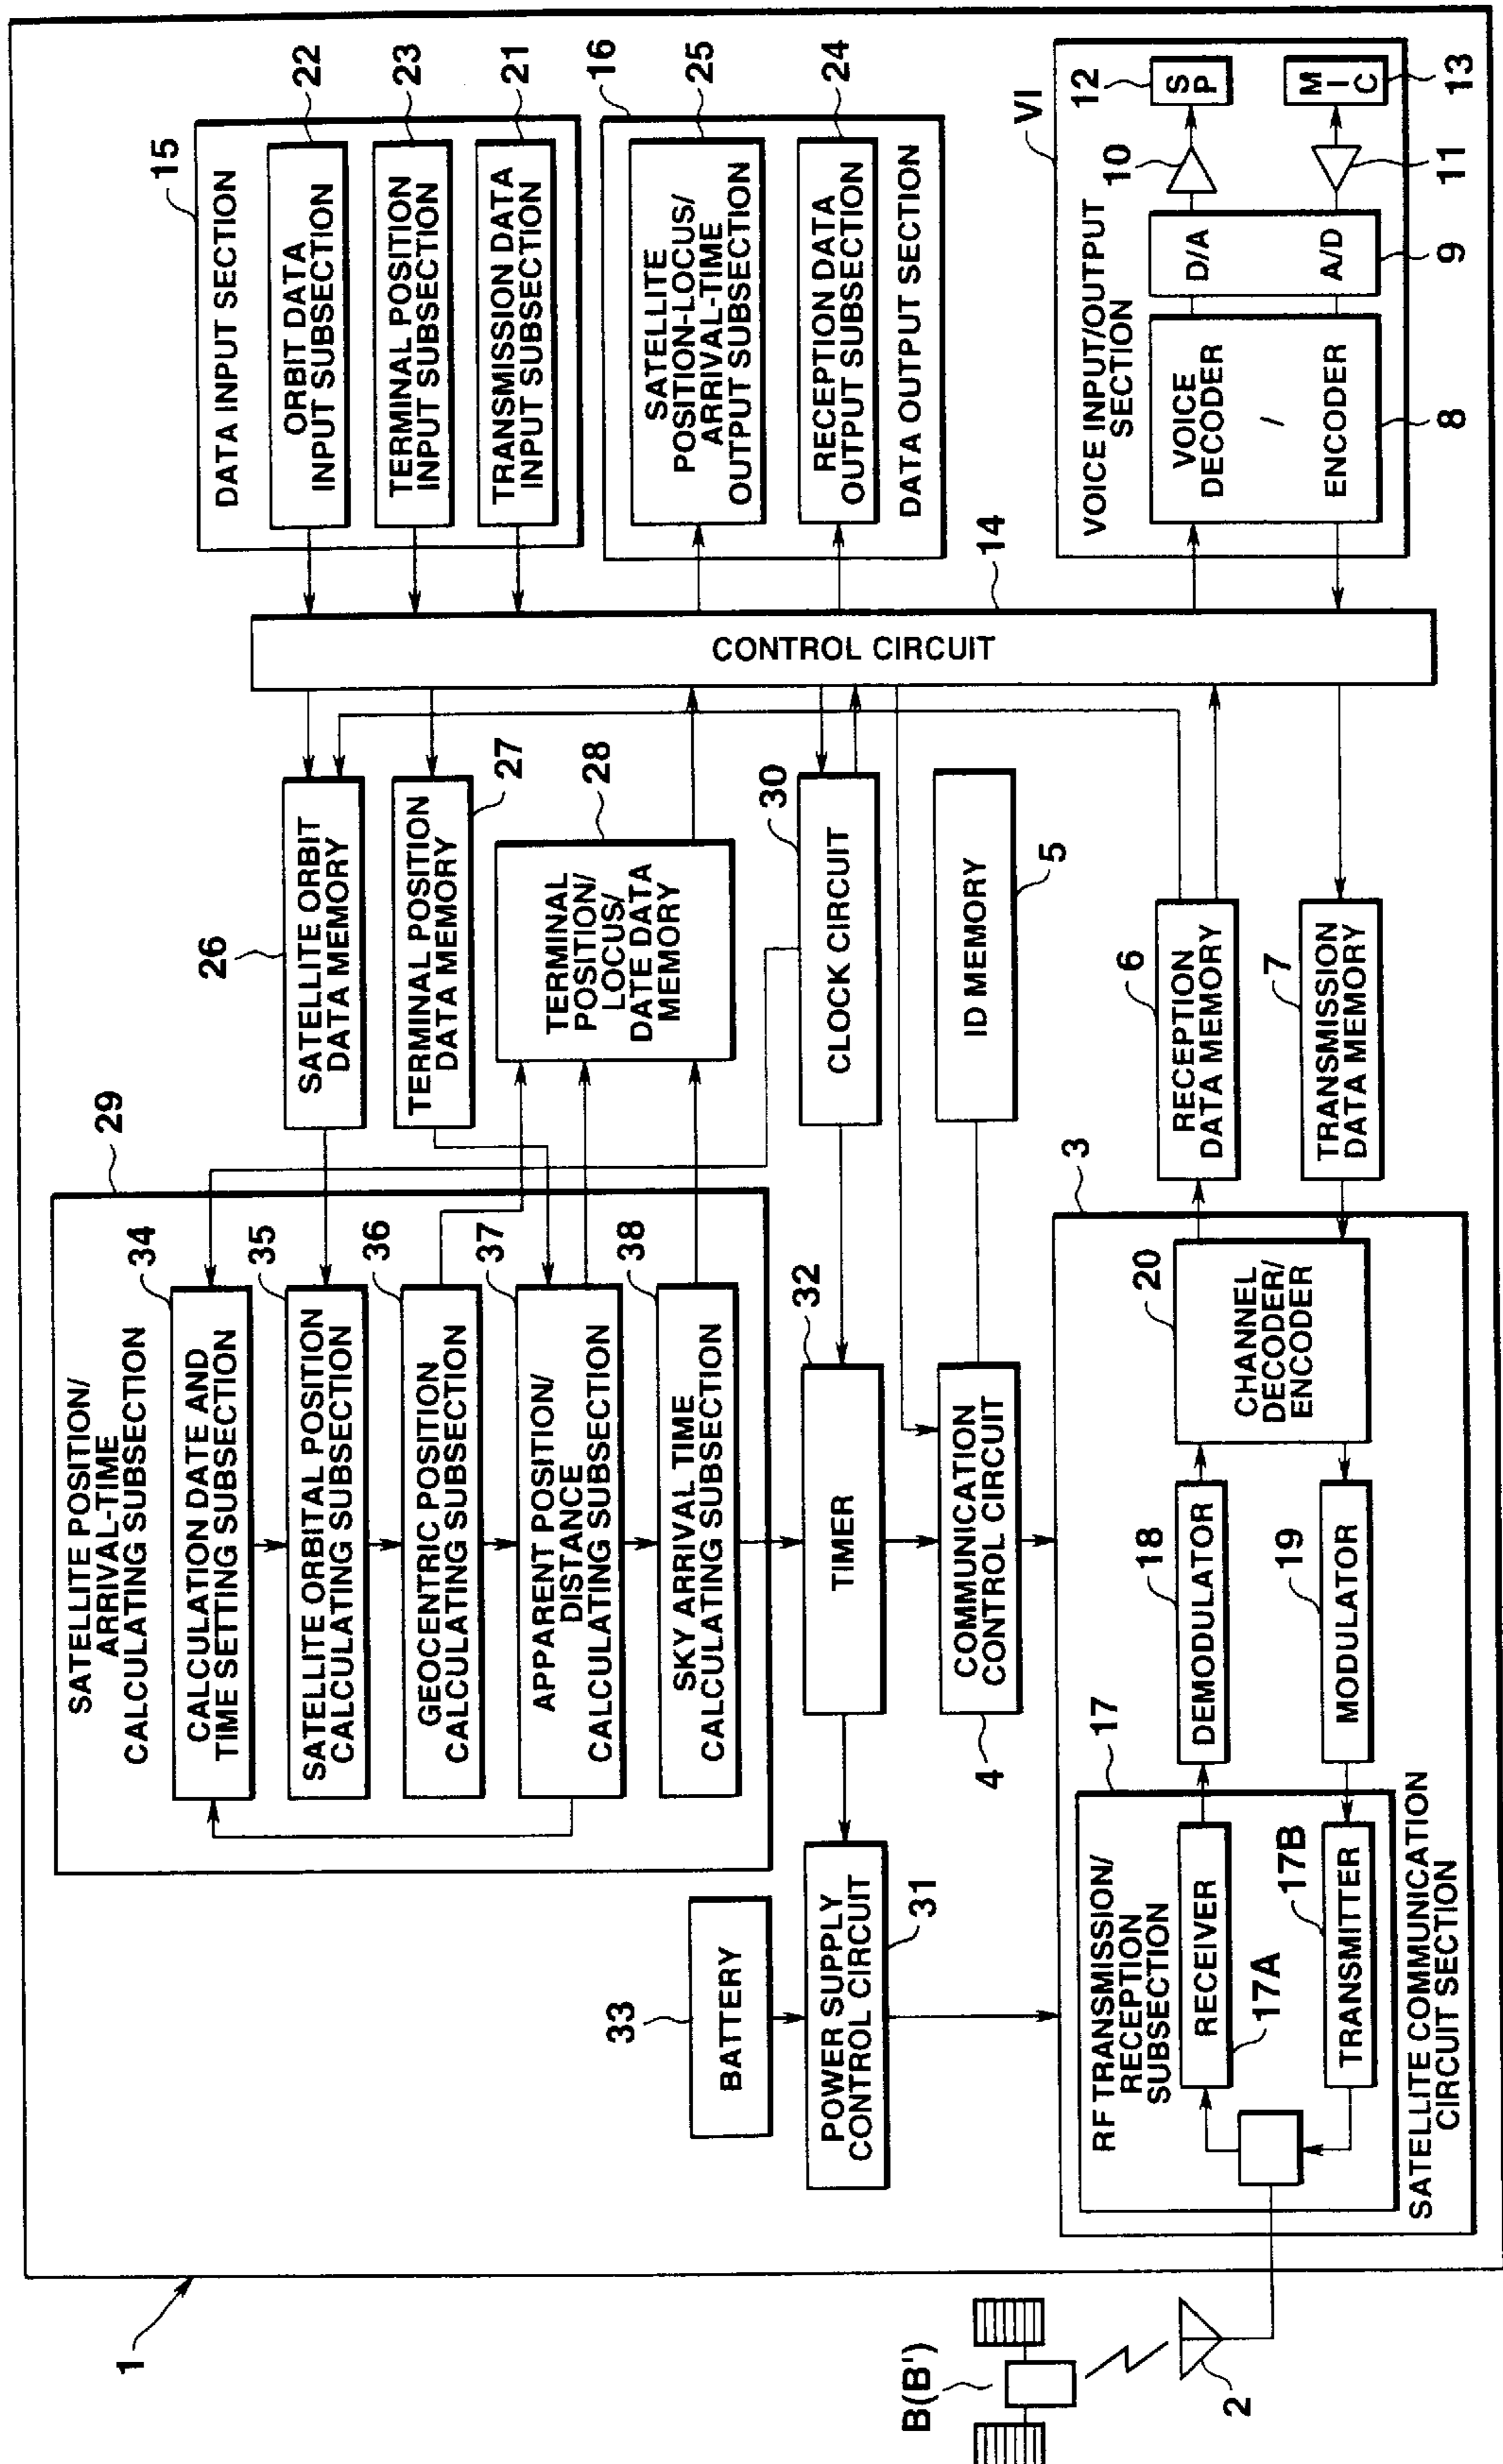 1
B(B')
2
SATELLITE POSITION/
ARRIVAL-TIME
CALCULATING SUBSECTION
29
CALCULATION DATE AND
TIME SETTING SUBSECTION
34
SATELLITE ORBITAL POSITION
CALCULATING SUBSECTION
35
GEOCENTRIC POSITION
CALCULATING SUBSECTION
36
APPARENT POSITION/
DISTANCE
CALCULATING SUBSECTION
37
SKY ARRIVAL TIME
CALCULATING SUBSECTION
38
33
BATTERY
POWER SUPPLY
CONTROL CIRCUIT
31
TIMER
32
COMMUNICATION
CONTROL CIRCUIT
4
RF TRANSMISSION/
RECEPTION
SUBSECTION
17
RECEIVER
17A
TRANSMITTER
17B
DEMODULATOR
18
MODULATOR
19
CHANNEL
DECODER/
ENCODER
20
3
SATELLITE COMMUNICATION
CIRCUIT SECTION
SATELLITE ORBIT
DATA MEMORY
26
TERMINAL POSITION
DATA MEMORY
27
TERMINAL
POSITION/
LOCUS/
DATE DATA
MEMORY
28
CLOCK CIRCUIT
30
ID MEMORY
5
RECEPTION
DATA MEMORY
6
TRANSMISSION
DATA MEMORY
7
CONTROL CIRCUIT
14
15
DATA INPUT SECTION
ORBIT DATA
INPUT SUBSECTION
22
TERMINAL POSITION
INPUT SUBSECTION
23
TRANSMISSION DATA
INPUT SUBSECTION
21
16
SATELLITE
POSITION-LOCUS/
ARRIVAL-TIME
OUTPUT SUBSECTION
25
RECEPTION DATA
OUTPUT SUBSECTION
24
DATA OUTPUT SECTION
VI
VOICE INPUT/OUTPUT
SECTION
VOICE
DECODER
/
ENCODER
8
D/A
A/D
9
10
11
12
SP
MIC
13